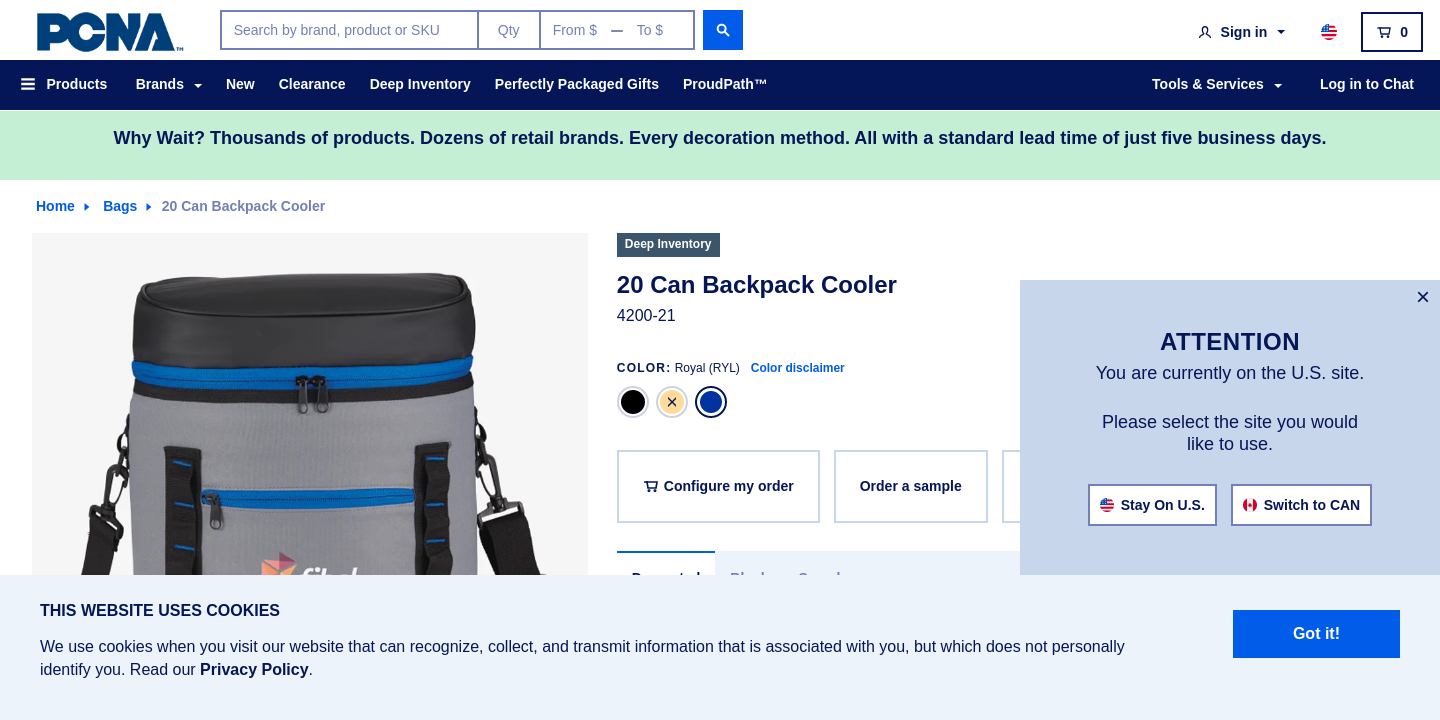 PCNA™
Search by brand, product or SKU
Qty
From $ — To $
Sign in
0
Products
Brands
New
Clearance
Deep Inventory
Perfectly Packaged Gifts
ProudPath™
Tools & Services
Log in to Chat
Why Wait? Thousands of products. Dozens of retail brands. Every decoration method. All with a standard lead time of just five business days.
Home
Bags
20 Can Backpack Cooler
Deep Inventory
20 Can Backpack Cooler
4200-21
COLOR: Royal (RYL) Color disclaimer
Configure my order
Order a sample
ATTENTION
You are currently on the U.S. site.
Please select the site you would
like to use.
Stay On U.S.
Switch to CAN
THIS WEBSITE USES COOKIES
We use cookies when you visit our website that can recognize, collect, and transmit information that is associated with you, but which does not personally
identify you. Read our Privacy Policy.
Got it!